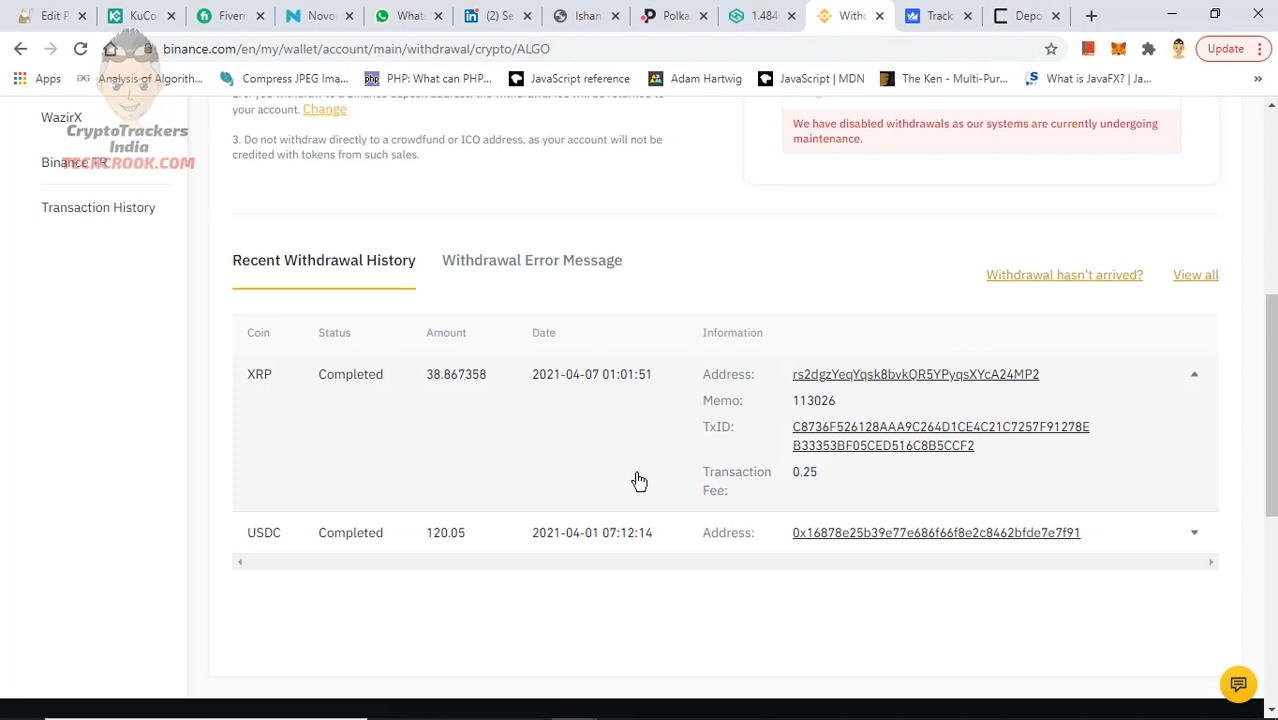 Edit P
KuCoi
Fiverr
Novo
Whats
(2) Se
Ishan
Polka
1.484
Withd
Track
Depo
binance.com/en/my/wallet/account/main/withdrawal/crypto/ALGO
Update
Apps
Analysis of Algorith...
Compress JPEG Ima...
PHP: What can PHP...
JavaScript reference
Adam Hartwig
JavaScript | MDN
The Ken - Multi-Pur...
What is JavaFX? | Ja...
»
WazirX
CryptoTrackers
India
Binance TR
TECHCROOK.COM
Transaction History
your account. Change
3. Do not withdraw directly to a crowdfund or ICO address, as your account will not be
credited with tokens from such sales.
We have disabled withdrawals as our systems are currently undergoing
maintenance.
Recent Withdrawal History
Withdrawal Error Message
Withdrawal hasn't arrived?
View all
Coin Status Amount Date Information
XRP Completed 38.867358 2021-04-07 01:01:51 Address: rs2dgzYeqYqsk8bvkQR5YPyqsXYcA24MP2
Memo: 113026
TxID: C8736F526128AAA9C264D1CE4C21C7257F91278E
B33353BF05CED516C8B5CCF2
Transaction 0.25
Fee:
USDC Completed 120.05 2021-04-01 07:12:14 Address: 0x16878e25b39e77e686f66f8e2c8462bfde7e7f91